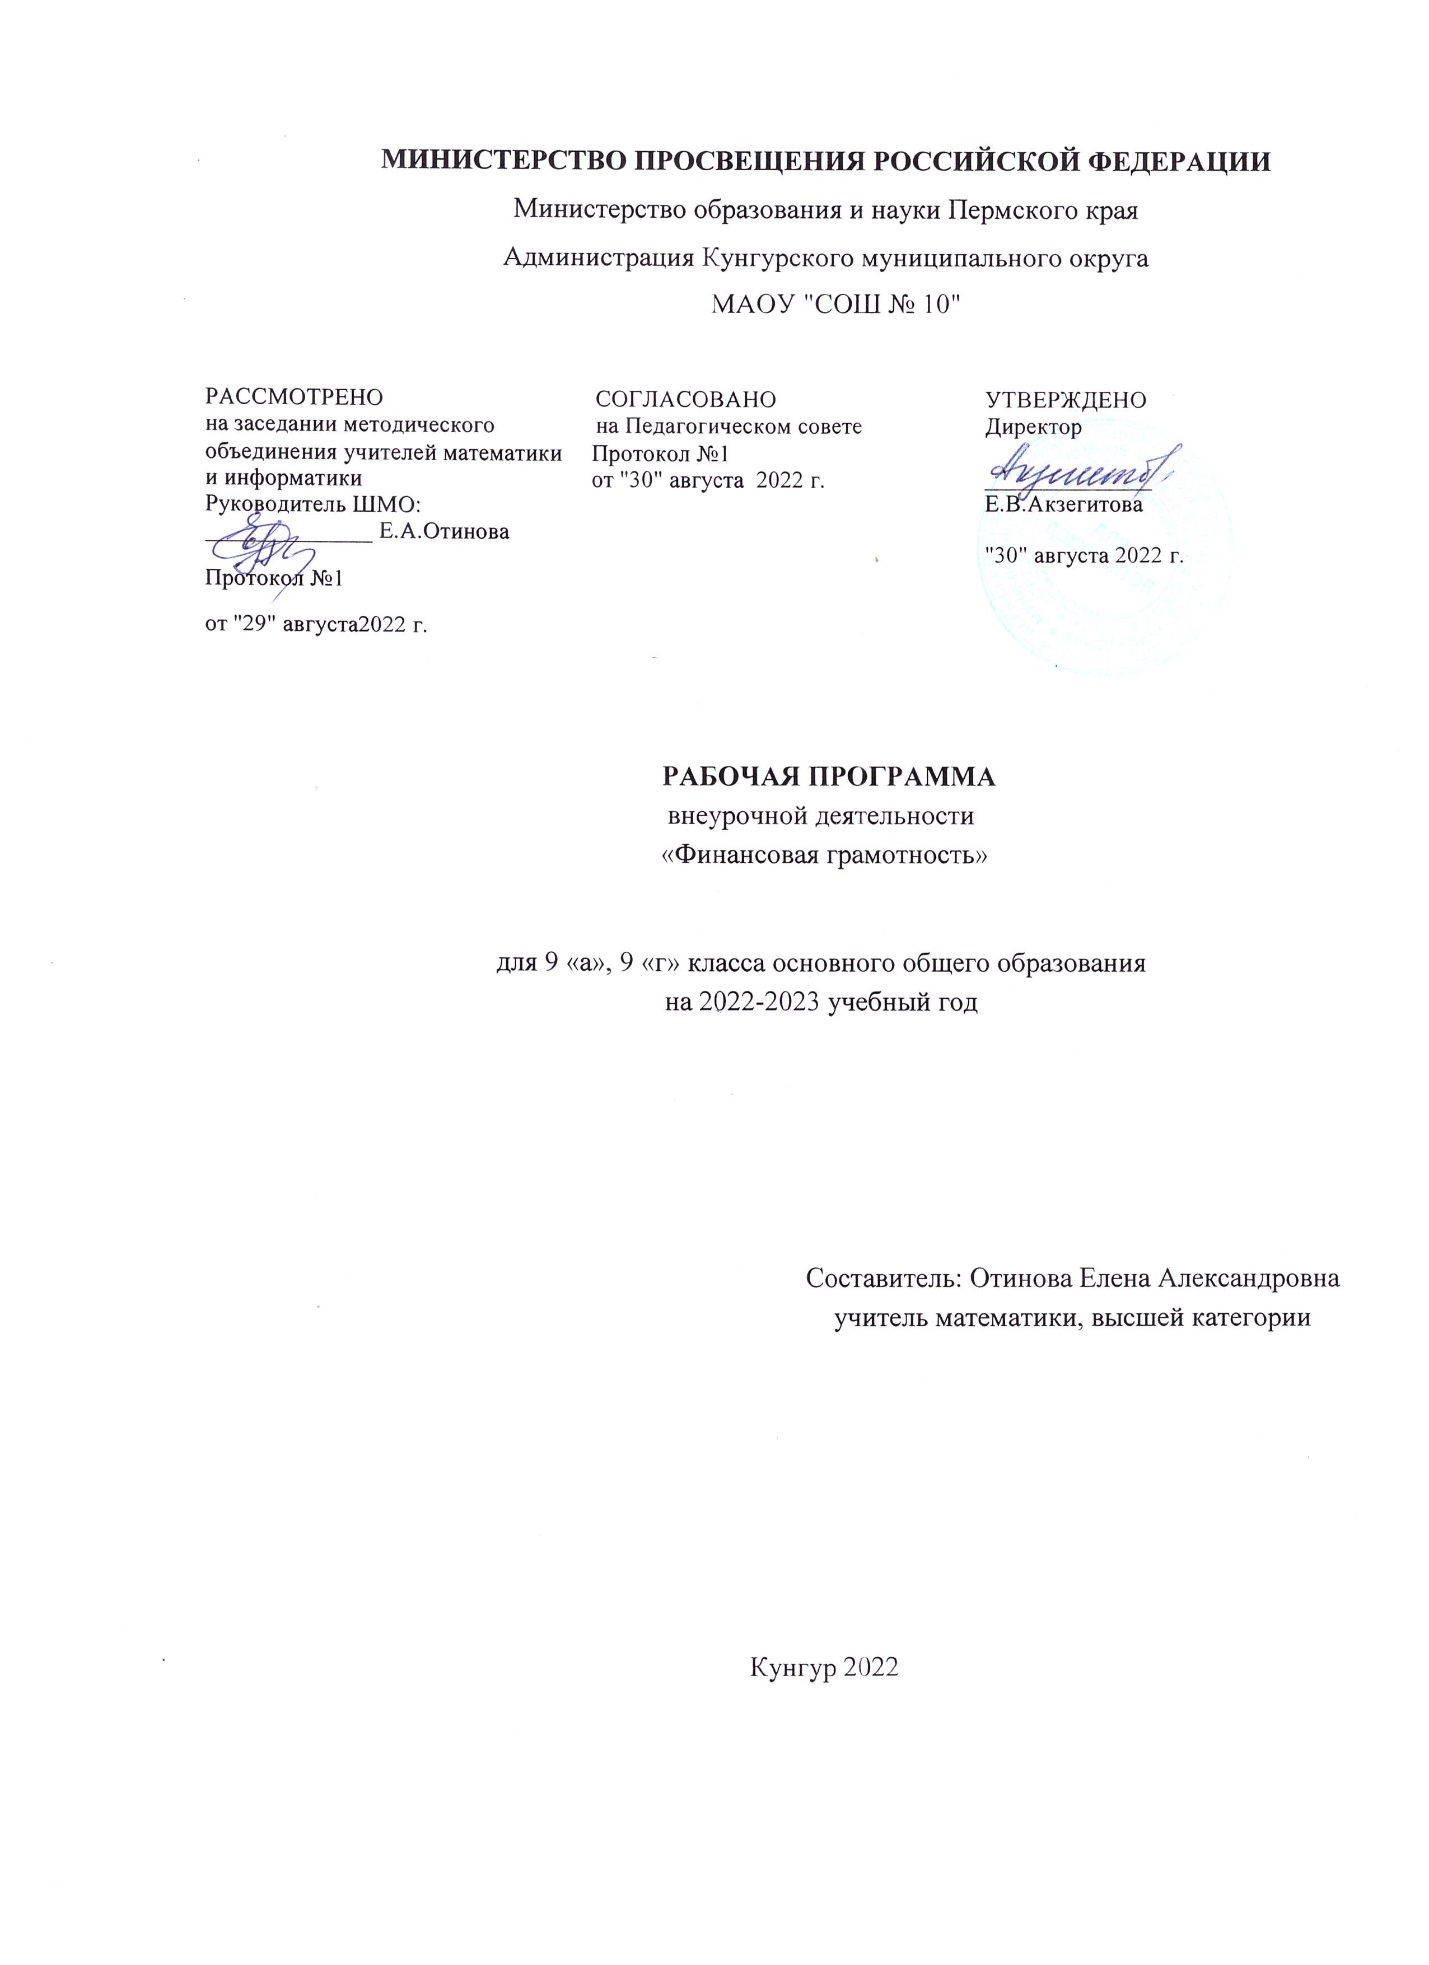 МИНИСТЕРСТВО ПРОСВЕЩЕНИЯ РОССИЙСКОЙ ФЕДЕРАЦИИ
Министерство образования и науки Пермского края
Администрация Кунгурского муниципального округа
МАОУ "СОШ № 10"
РАССМОТРЕНО
на заседании методического
объединения учителей математики
и информатики
Руководитель ШМО:
______________ Е.А.Отинова
Протокол №1
от "29" августа2022 г.
СОГЛАСОВАНО
на Педагогическом совете
Протокол №1
от "30" августа 2022 г.
УТВЕРЖДЕНО
Директор
______________
Е.В.Акзегитова
"30" августа 2022 г.
РАБОЧАЯ ПРОГРАММА
внеурочной деятельности
«Финансовая грамотность»
для 9 «а», 9 «г» класса основного общего образования
на 2022-2023 учебный год
Составитель: Отинова Елена Александровна
учитель математики, высшей категории
Кунгур 2022